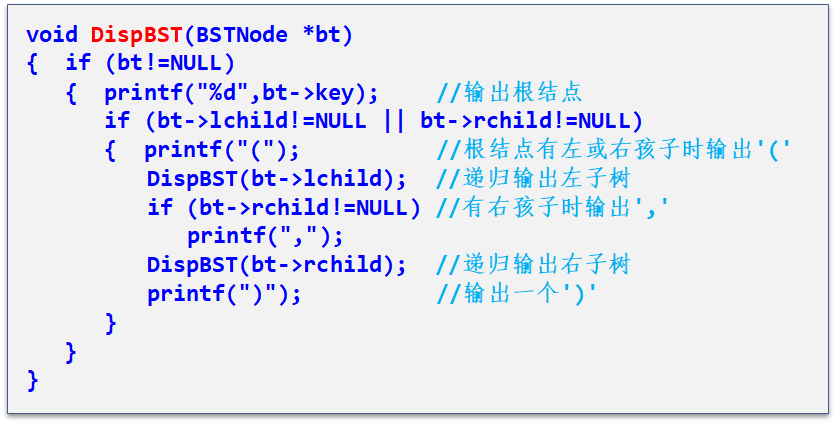 void DispBST(BSTNode *bt)
{  if (bt!=NULL)
   {  printf("%d",bt->key);    //输出根结点
      if (bt->lchild!=NULL || bt->rchild!=NULL)
      {  printf("(");          //根结点有左或右孩子时输出'('
         DispBST(bt->lchild);  //递归输出左子树
         if (bt->rchild!=NULL) //有右孩子时输出','
            printf(",");
         DispBST(bt->rchild);  //递归输出右子树
         printf(")");          //输出一个')'
      }
   }
}